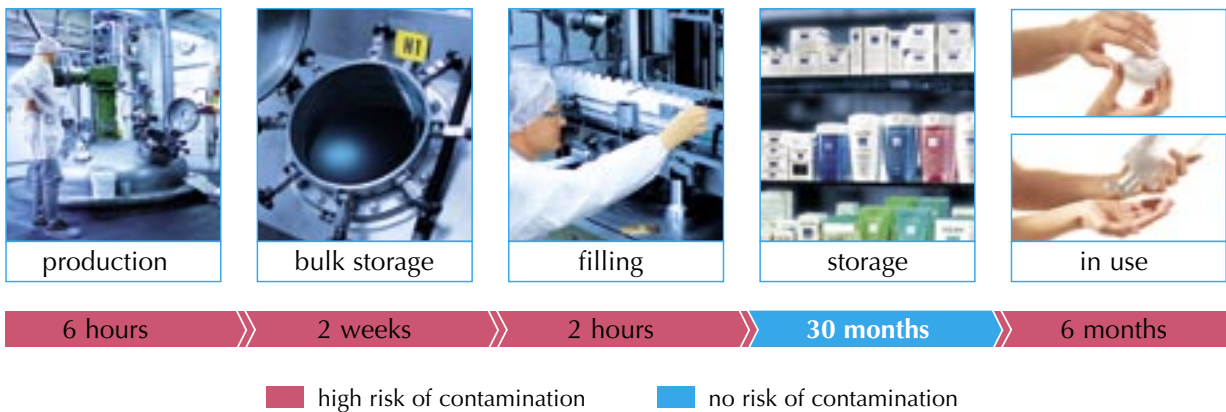 H1
production
bulk storage
filling
storage
in use
6 hours
2 weeks
2 hours
30 months
6 months
high risk of contamination
no risk of contamination